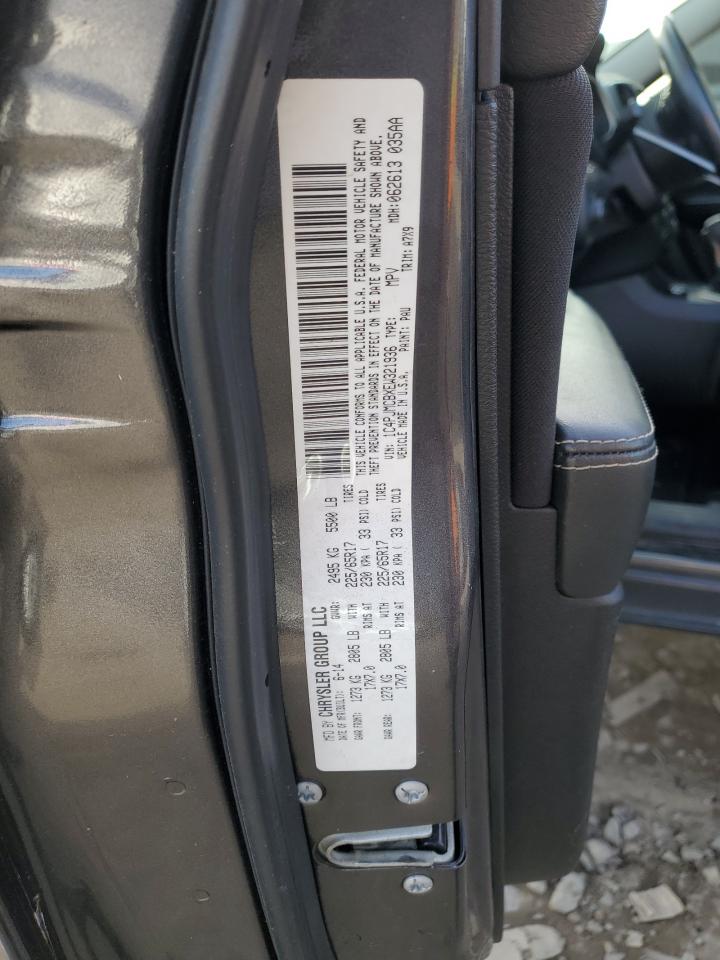 MFD BY CHRYSLER GROUP LLC
DATE OF MFR(BUILT): 6-14 GVWR: 2495 KG 5500 LB
GAWR FRONT: 1273 KG 2805 LB WITH 225/65R17 TIRES
17X7.0 RIMS AT 230 KPA ( 33 PSI) COLD
GAWR REAR: 1273 KG 2805 LB WITH 225/65R17 TIRES
17X7.0 RIMS AT 230 KPA ( 33 PSI) COLD
THIS VEHICLE CONFORMS TO ALL APPLICABLE U.S.A. FEDERAL MOTOR VEHICLE SAFETY AND
THEFT PREVENTION STANDARDS IN EFFECT ON THE DATE OF MANUFACTURE SHOWN ABOVE.
VIN: 1C4PJMCBXEW321936 TYPE: MPV MDH:062613 035AA
VEHICLE MADE IN U.S.A. PAINT: PAU TRIM: A7X9